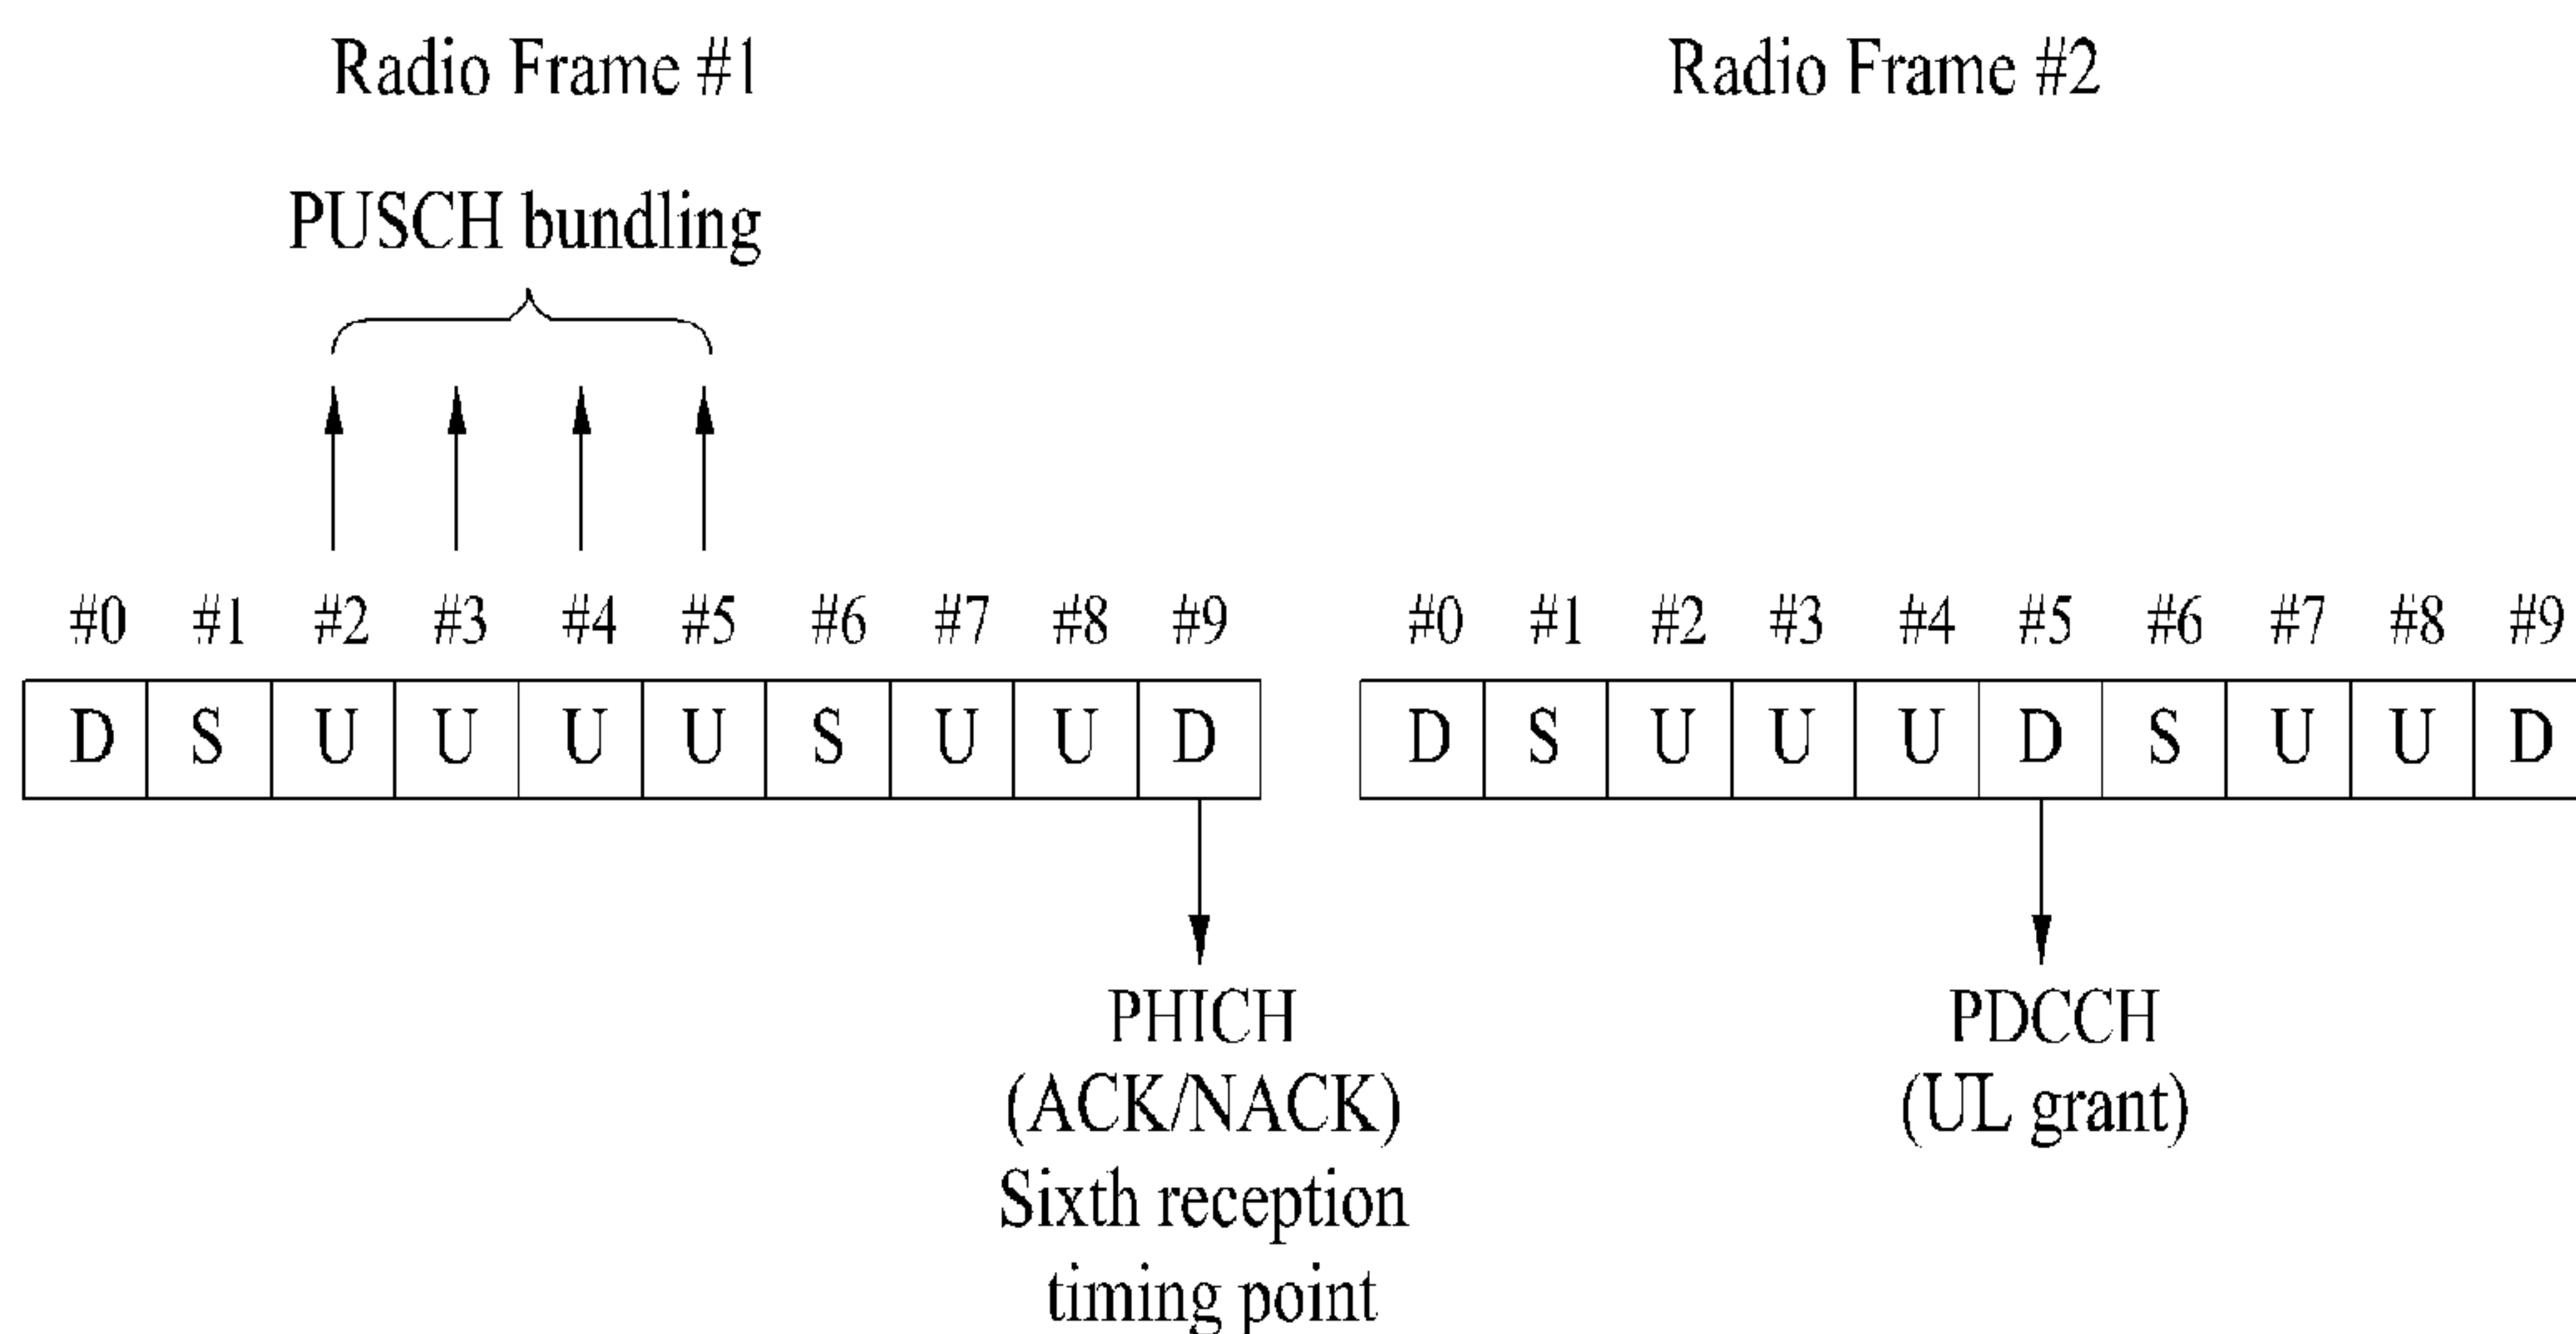 Radio Frame #1
Radio Frame #2
PUSCH bundling
#0 #1 #2 #3 #4 #5 #6 #7 #8 #9
#0 #1 #2 #3 #4 #5 #6 #7 #8 #9
D S U U U U S U U D
D S U U U D S U U D
PHICH
(ACK/NACK)
Sixth reception
timing point
PDCCH
(UL grant)